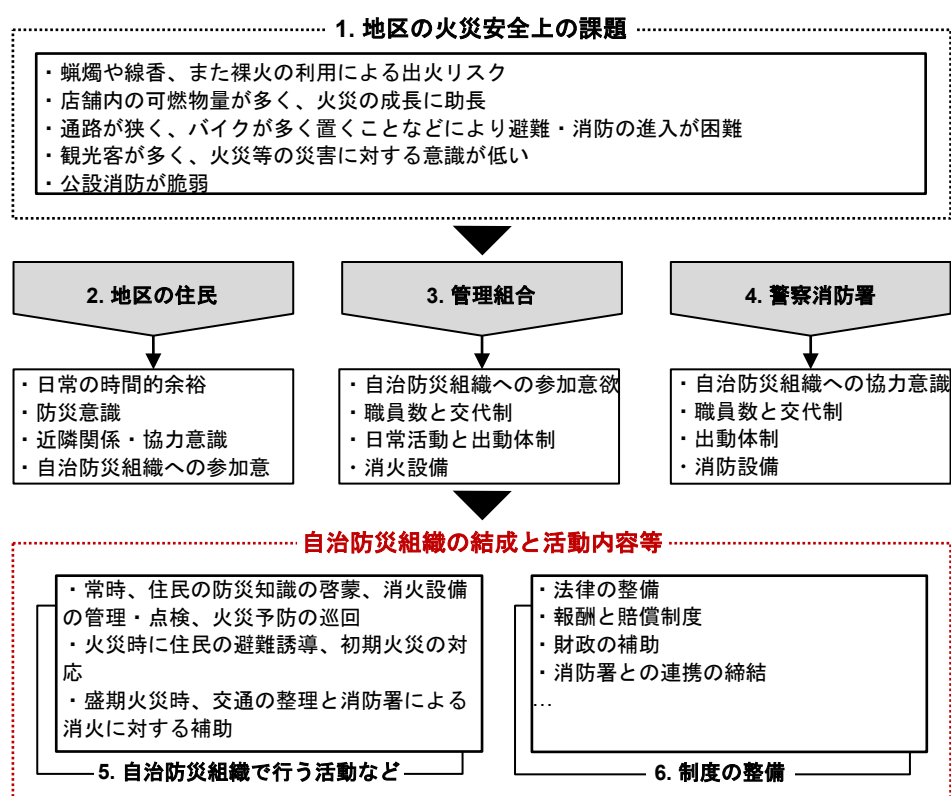 1. 地区の火災安全上の課題
・蝋燭や線香、また裸火の利用による出火リスク
・店舗内の可燃物量が多く、火災の成長に助長
・通路が狭く、バイクが多く置くことなどにより避難・消防の進入が困難
・観光客が多く、火災等の災害に対する意識が低い
・公設消防が脆弱
2. 地区の住民
・日常の時間的余裕
・防災意識
・近隣関係・協力意識
・自治防災組織への参加意
3. 管理組合
・自治防災組織への参加意欲
・職員数と交代制
・日常活動と出動体制
・消火設備
4. 警察消防署
・自治防災組織への協力意識
・職員数と交代制
・出動体制
・消防設備
自治防災組織の結成と活動内容等
・常時、住民の防災知識の啓蒙、消火設備
の管理・点検、火災予防の巡回
・火災時に住民の避難誘導、初期火災の対
応
・盛期火災時、交通の整理と消防署による
消火に対する補助
5. 自治防災組織で行う活動など
・法律の整備
・報酬と賠償制度
・財政の補助
・消防署との連携の締結
…
6. 制度の整備